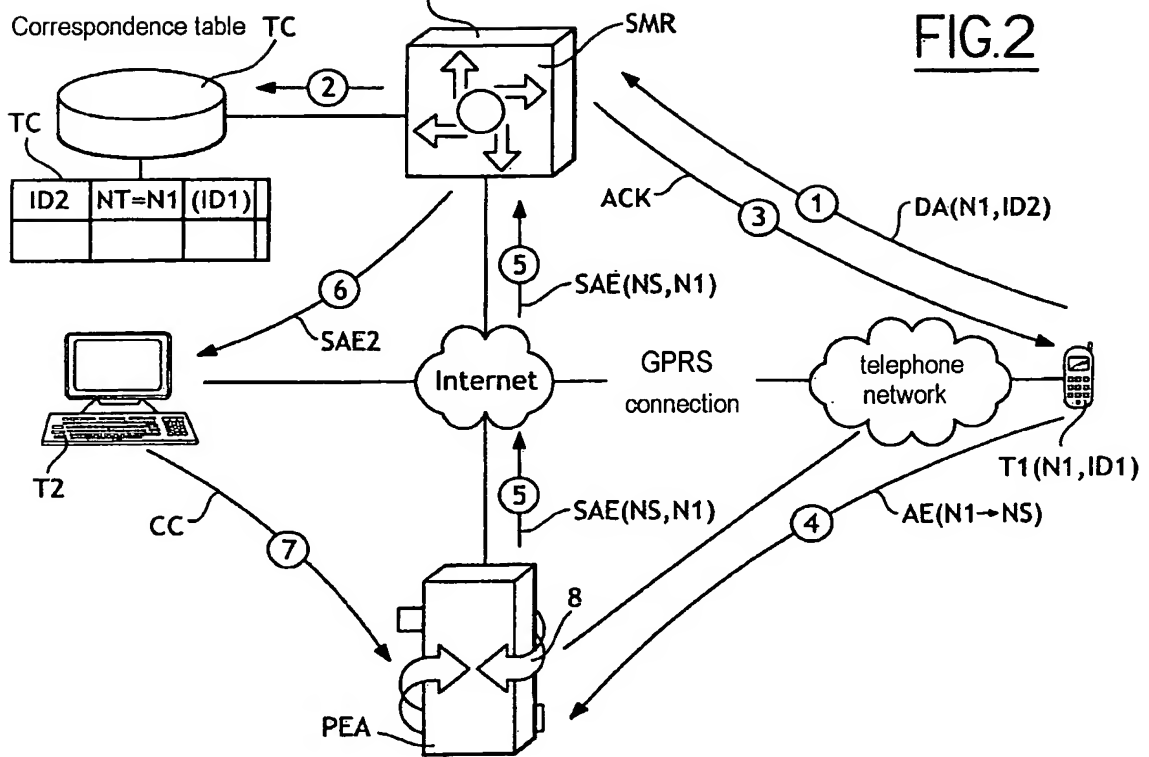 Correspondence table TC
FIG.2
SMR
2
TC
ID2 NT=N1 (ID1)
ACK
1
3
DA(N1,ID2)
5
6
SAE(NS,N1)
SAE2
Internet
GPRS
connection
telephone
network
T2
T1(N1,ID1)
5
CC
SAE(NS,N1)
AE(N1→NS)
4
7
8
PEA